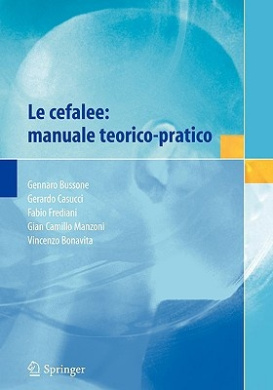 Le cefalee:
manuale teorico-pratico
Gennaro Bussone
Gerardo Casucci
Fabio Frediani
Gian Camillo Manzoni
Vincenzo Bonavita
Springer